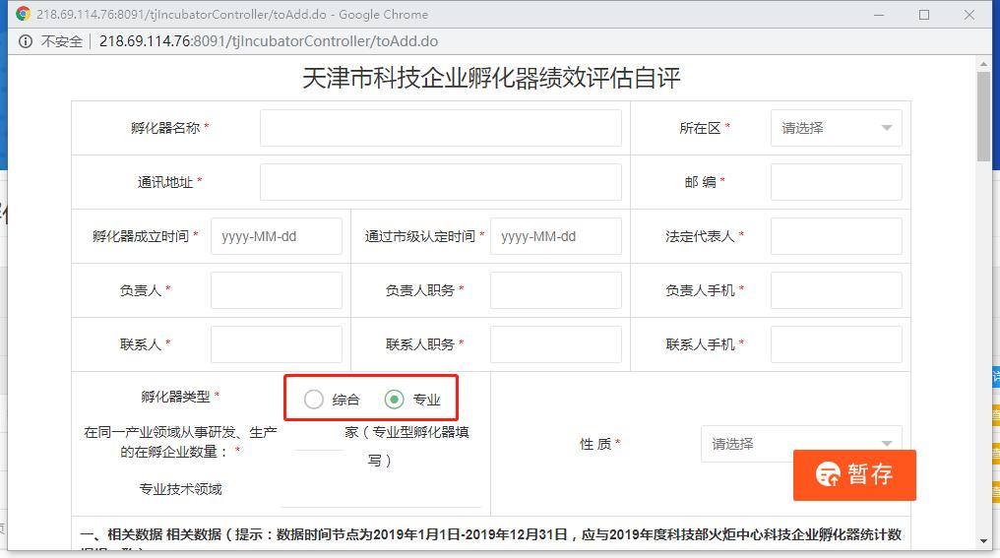 218.69.114.76:8091/tjIncubatorController/toAdd.do - Google Chrome
不安全 | 218.69.114.76:8091/tjIncubatorController/toAdd.do
天津市科技企业孵化器绩效评估自评
孵化器名称 * 所在区 * 请选择
通讯地址 * 邮 编 *
孵化器成立时间 * yyyy-MM-dd 通过市级认定时间 * yyyy-MM-dd 法定代表人 *
负责人 * 负责人职务 * 负责人手机 *
联系人 * 联系人职务 * 联系人手机 *
孵化器类型 * 综合 专业
在同一产业领域从事研发、生产 家（专业型孵化器填
的在孵企业数量： * 写）
性 质 * 请选择
暂存
专业技术领域
一、相关数据 相关数据（提示：数据时间节点为2019年1月1日-2019年12月31日，应与2019年度科技部火炬中心科技企业孵化器统计数